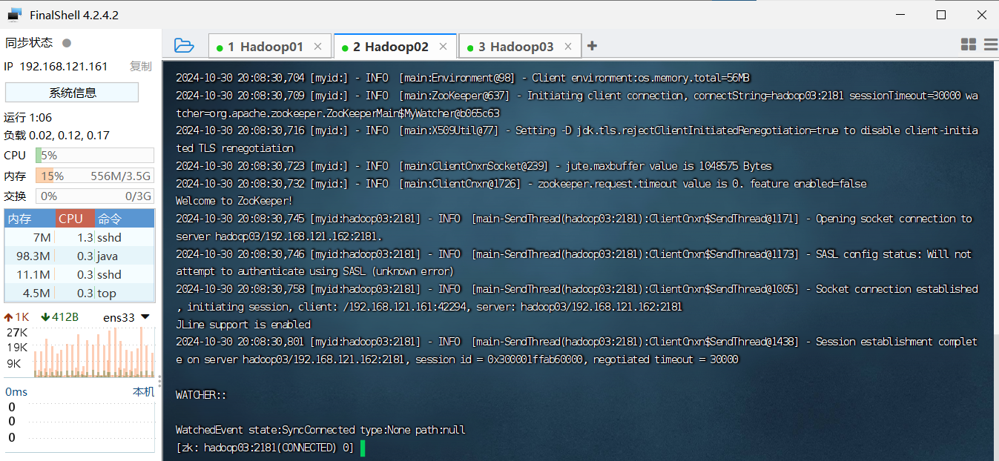 FinalShell 4.2.4.2
同步状态
IP 192.168.121.161 复制
系统信息
运行 1:06
负载 0.02, 0.12, 0.17
CPU 5%
内存 15% 556M/3.5G
交换 0% 0/3G
内存 CPU 命令
7M 1.3 sshd
98.3M 0.3 java
11.1M 0.3 sshd
4.5M 0.3 top
1K 412B ens33
27K
19K
9K
0ms 本机
0
0
0
1 Hadoop01
2 Hadoop02
3 Hadoop03
2024-10-30 20:08:30,704 [myid:] - INFO  [main:Environment@98] - Client environment:os.memory.total=56MB
2024-10-30 20:08:30,709 [myid:] - INFO  [main:ZooKeeper@637] - Initiating client connection, connectString=hadoop03:2181 sessionTimeout=30000 wa
tcher=org.apache.zookeeper.ZooKeeperMain$MyWatcher@b065c63
2024-10-30 20:08:30,716 [myid:] - INFO  [main:X509Util@77] - Setting -D jdk.tls.rejectClientInitiatedRenegotiation=true to disable client-initia
ted TLS renegotiation
2024-10-30 20:08:30,723 [myid:] - INFO  [main:ClientCnxnSocket@239] - jute.maxbuffer value is 1048575 Bytes
2024-10-30 20:08:30,732 [myid:] - INFO  [main:ClientCnxn@1726] - zookeeper.request.timeout value is 0. feature enabled=false
Welcome to ZooKeeper!
2024-10-30 20:08:30,745 [myid:hadoop03:2181] - INFO  [main-SendThread(hadoop03:2181):ClientCnxn$SendThread@1171] - Opening socket connection to
server hadoop03/192.168.121.162:2181.
2024-10-30 20:08:30,746 [myid:hadoop03:2181] - INFO  [main-SendThread(hadoop03:2181):ClientCnxn$SendThread@1173] - SASL config status: Will not
attempt to authenticate using SASL (unknown error)
2024-10-30 20:08:30,758 [myid:hadoop03:2181] - INFO  [main-SendThread(hadoop03:2181):ClientCnxn$SendThread@1005] - Socket connection established
, initiating session, client: /192.168.121.161:42294, server: hadoop03/192.168.121.162:2181
JLine support is enabled
2024-10-30 20:08:30,801 [myid:hadoop03:2181] - INFO  [main-SendThread(hadoop03:2181):ClientCnxn$SendThread@1438] - Session establishment complet
e on server hadoop03/192.168.121.162:2181, session id = 0x300001ffab60000, negotiated timeout = 30000
WATCHER::
WatchedEvent state:SyncConnected type:None path:null
[zk: hadoop03:2181(CONNECTED) 0]